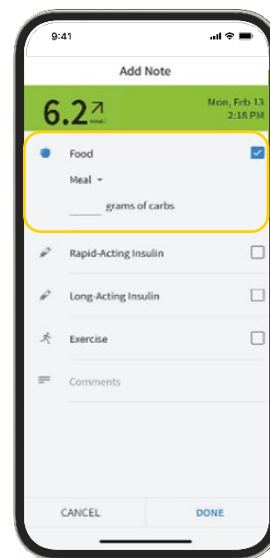 9:41
Add Note
6.2
Mon, Feb 13
2:18 PM
Food
Meal
grams of carbs
Rapid-Acting Insulin
Long-Acting Insulin
Exercise
Comments
CANCEL DONE